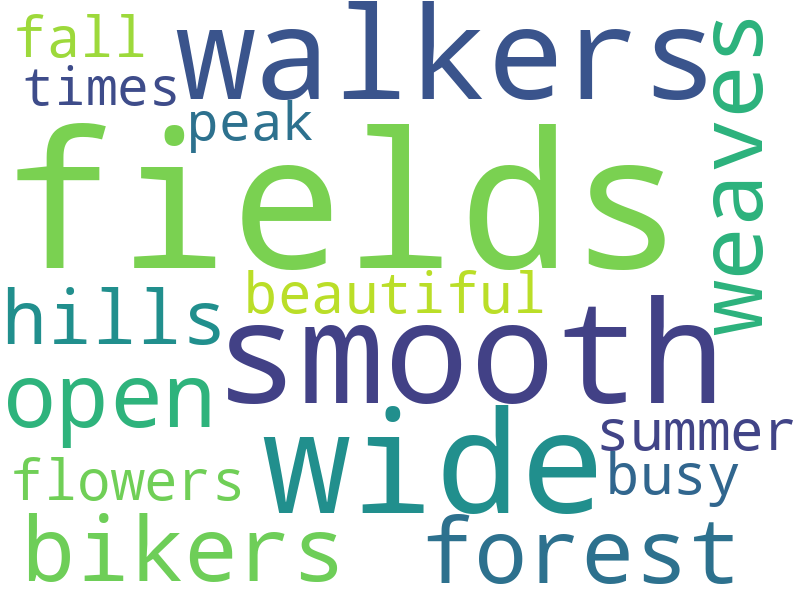 fall
walkers
times
peak
weaves
fields
beautiful
hills
smooth
open
wide
summer
flowers
busy
bikers
forest